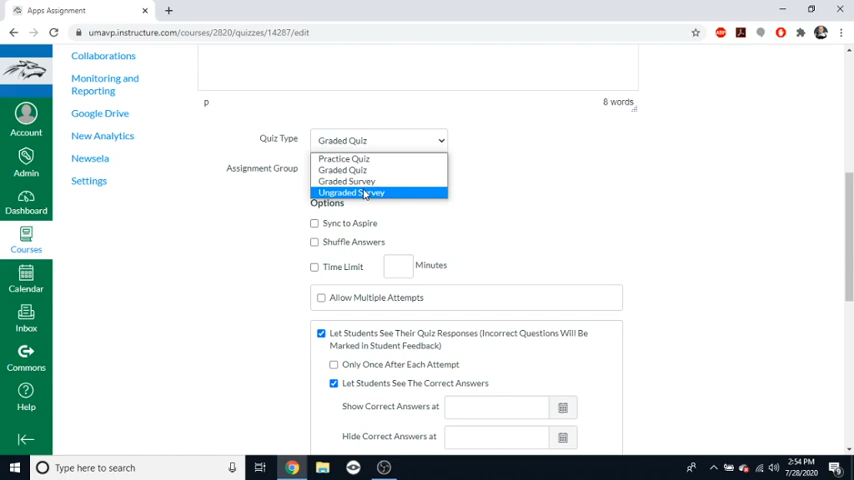 Apps Assignment
umavp.instructure.com/courses/2820/quizzes/14287/edit
ABP
Account
Admin
Dashboard
Courses
Calendar
Inbox
Commons
Help
Collaborations
Monitoring and
Reporting
Google Drive
New Analytics
Newsela
Settings
p
8 words
Quiz Type
Graded Quiz
Practice Quiz
Graded Quiz
Graded Survey
Ungraded Survey
Assignment Group
Options
Sync to Aspire
Shuffle Answers
Time Limit
Minutes
Allow Multiple Attempts
Let Students See Their Quiz Responses (Incorrect Questions Will Be
Marked in Student Feedback)
Only Once After Each Attempt
Let Students See The Correct Answers
Show Correct Answers at
Hide Correct Answers at
Type here to search
2:54 PM
7/28/2020